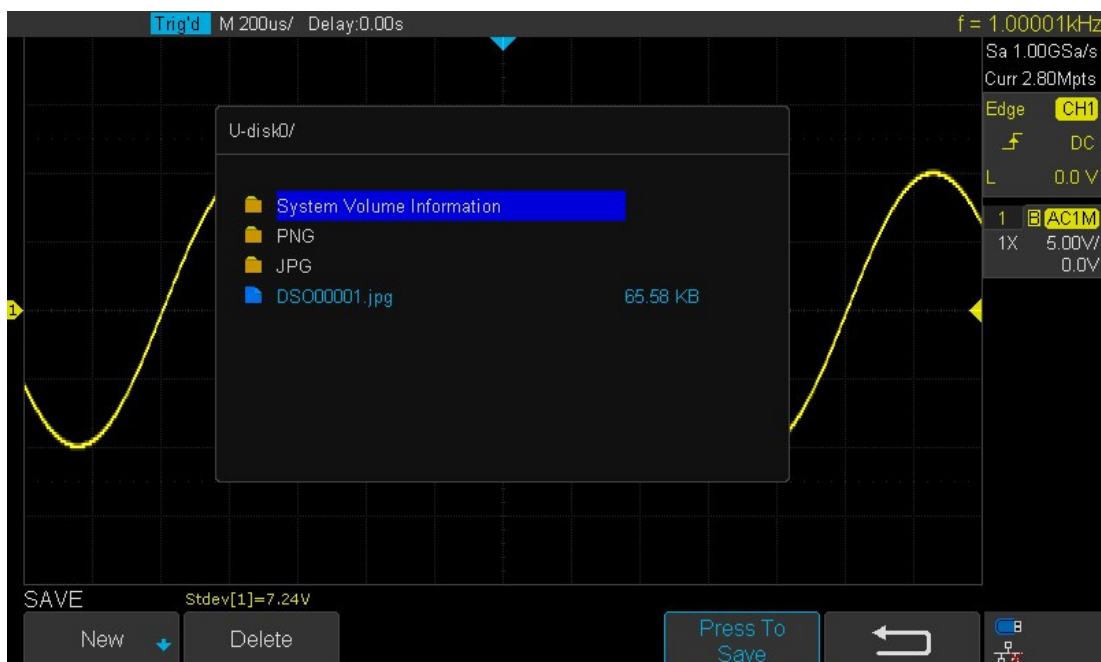 Trig'd M 200us/ Delay:0.00s f = 1.00001kHz
Sa 1.00GSa/s
Curr 2.80Mpts
Edge CH1
DC
L 0.0 V
U-disk0/
System Volume Information
PNG
JPG
DSO00001.jpg 65.58 KB
1 B AC1M
1X 5.00V/
0.0V
1
SAVE Stdev[1]=7.24V
New Delete Press To
Save